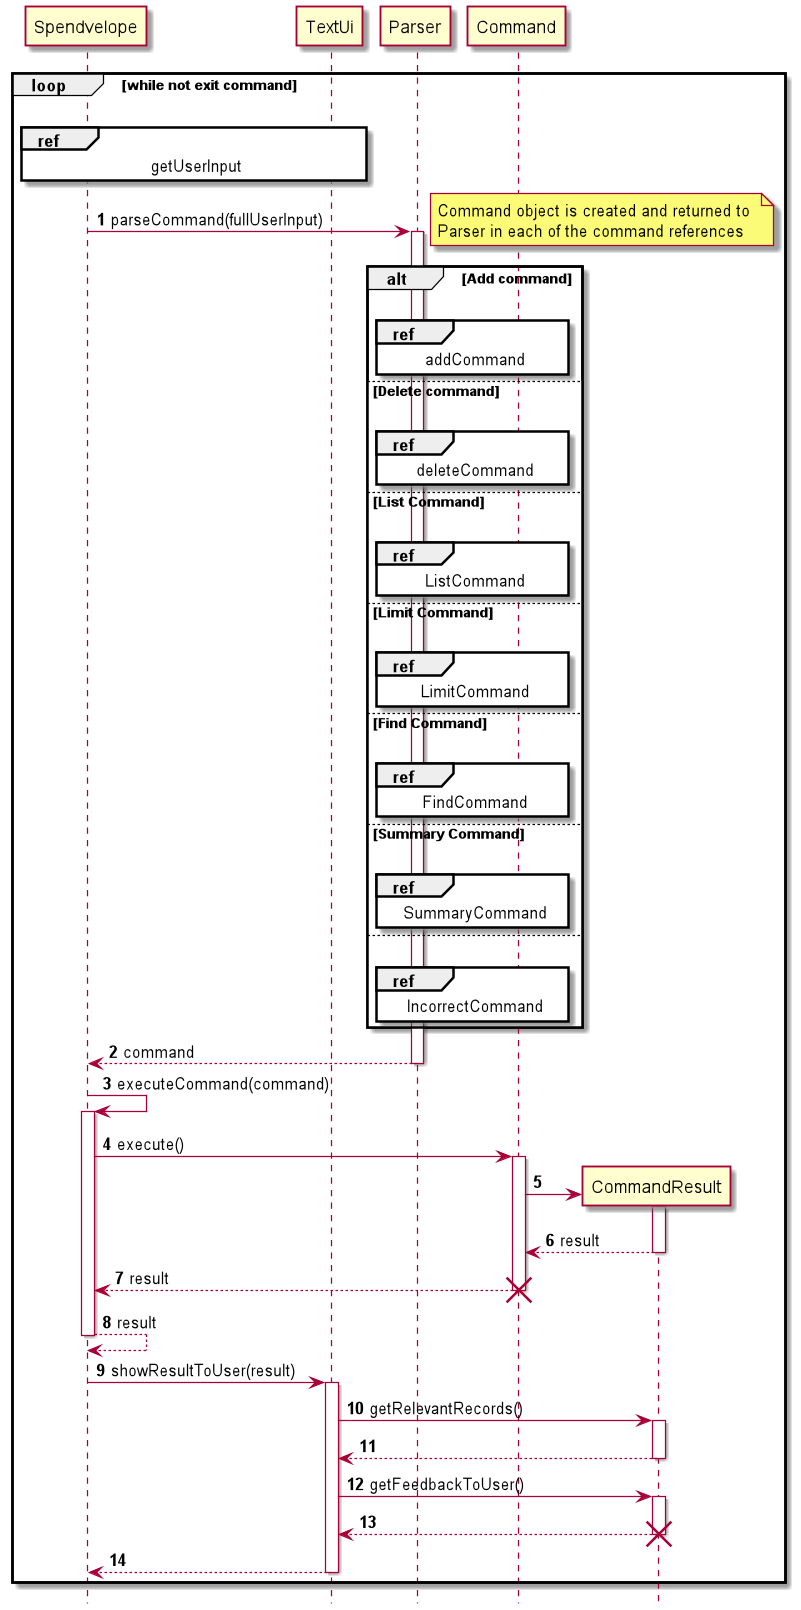 Spendvelope
TextUi
Parser
Command
loop
[while not exit command]
ref
getUserInput
1 parseCommand(fullUserInput)
Command object is created and returned to
Parser in each of the command references
alt
[Add command]
ref
addCommand
[Delete command]
ref
deleteCommand
[List Command]
ref
ListCommand
[Limit Command]
ref
LimitCommand
[Find Command]
ref
FindCommand
[Summary Command]
ref
SummaryCommand
ref
IncorrectCommand
2 command
3 executeCommand(command)
4 execute()
5
CommandResult
6 result
7 result
8 result
9 showResultToUser(result)
10 getRelevantRecords()
11
12 getFeedbackToUser()
13
14